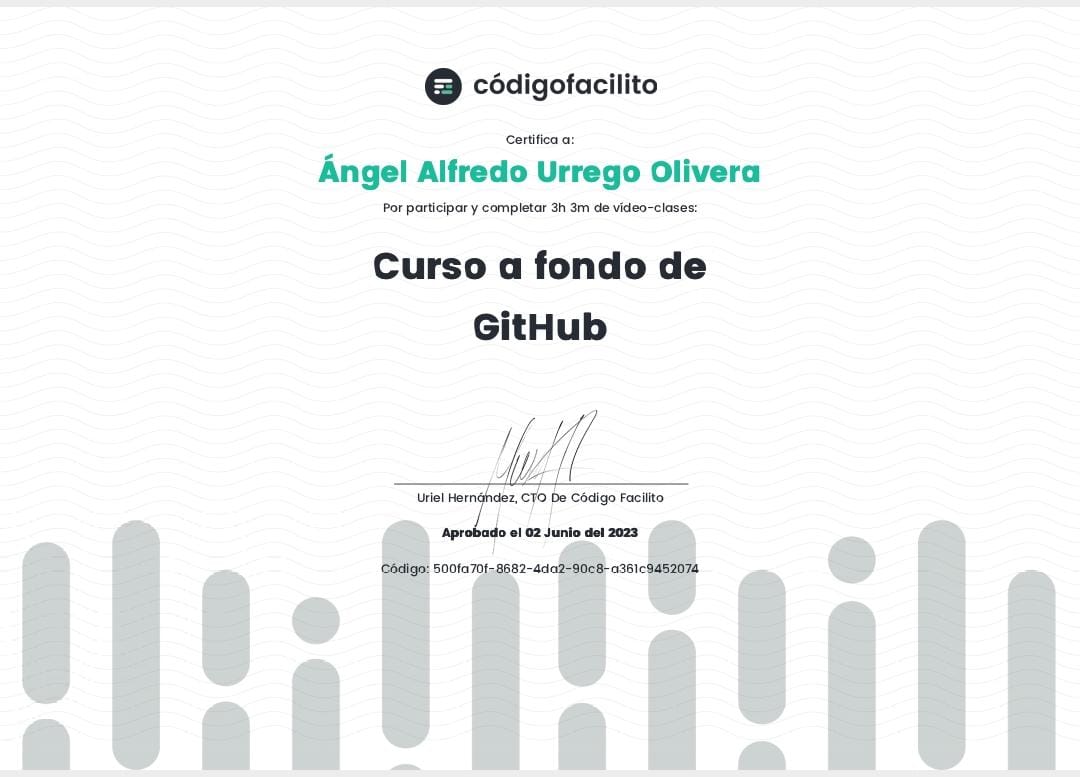 códigofacilito
Certifica a:
Ángel Alfredo Urrego Olivera
Por participar y completar 3h 3m de vídeo-clases:
Curso a fondo de
GitHub
Uriel Hernández, CTO De Código Facilito
Aprobado el 02 Junio del 2023
Código: 500fa70f-8682-4da2-90c8-a361c9452074